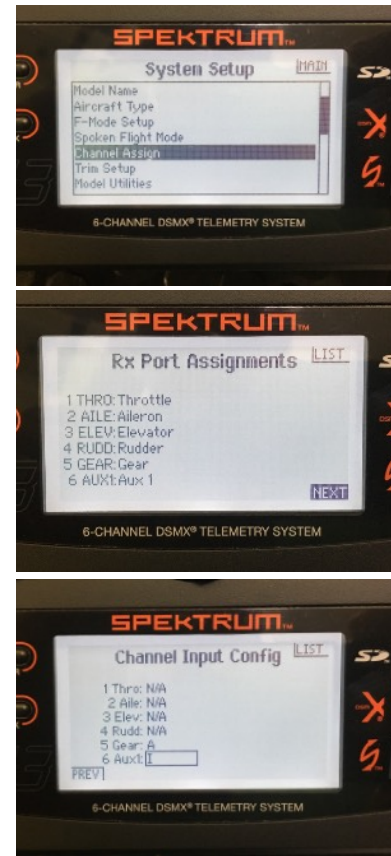 SPEKTRUM™
System Setup
MAIN
Model Name
Aircraft Type
F-Mode Setup
Spoken Flight Mode
Channel Assign
Trim Setup
Model Utilities
6-CHANNEL DSMX® TELEMETRY SYSTEM
SPEKTRUM™
Rx Port Assignments
LIST
1 THRO: Throttle
2 AILE: Aileron
3 ELEV: Elevator
4 RUDD: Rudder
5 GEAR: Gear
6 AUX1: Aux 1
NEXT
6-CHANNEL DSMX® TELEMETRY SYSTEM
SPEKTRUM™
Channel Input Config
LIST
1 Thro: N/A
2 Aile: N/A
3 Elev: N/A
4 Rudd: N/A
5 Gear: A
6 Aux1: I
PREV
6-CHANNEL DSMX® TELEMETRY SYSTEM